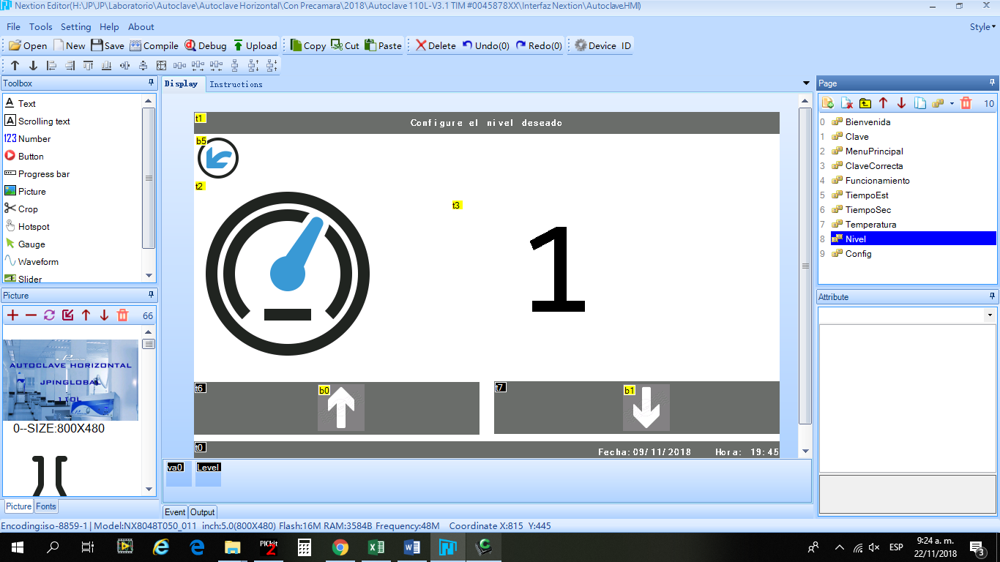 Nextion Editor(H:\JP\JP\Laboratorio\Autoclave\Autoclave Horizontal\Con Precamara\2018\Autoclave 110L-V3.1 TIM #0045878XX\Interfaz Nextion\Autoclave.HMI)
File Tools Setting Help About Style
Open New Save Compile Debug Upload Copy Cut Paste Delete Undo(0) Redo(0) Device ID
Toolbox
Text
Scrolling text
123 Number
Button
Progress bar
Picture
Crop
Hotspot
Gauge
Waveform
Slider
Picture
66
AUTOCLAVE HORIZONTAL
JPINGLOBAL
110L
0--SIZE:800X480
Picture Fonts
Display Instructions
t1 Configure el nivel deseado
b5
t2
t3
1
t6 b0 t7 b1
t0 Fecha:09/11/2018 Hora: 19:45
va0 Level
Event Output
Page
10
0 Bienvenida
1 Clave
2 MenuPrincipal
3 ClaveCorrecta
4 Funcionamiento
5 TiempoEst
6 TiempoSec
7 Temperatura
8 Nivel
9 Config
Attribute
Encoding:iso-8859-1| Model:NX8048T050_011 inch:5.0(800X480) Flash:16M RAM:3584B Frequency:48M Coordinate X:815 Y:445
PICkit
2
ESP
9:24 a. m.
22/11/2018
3